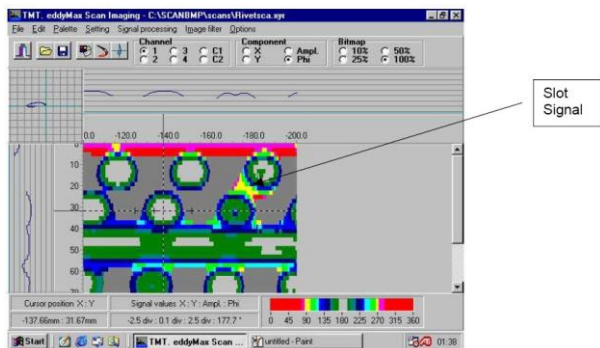 TMT. eddyMax Scan Imaging - C:\SCANBMP\scans\Rivetsca.xys
File Edit Palette Setting Signal processing Image filter Options
Channel
1 3 C1
2 4 C2
Component
X Ampl.
Y Phi
Bitmap
10% 50%
25% 100%
Slot
Signal
0.0 -120.0 -140.0 -160.0 -180.0 -200.0
0
10
20
30
40
50
60
70
Cursor position X : Y
Signal values X : Y : Ampl. : Phi
-137.66mm : 31.67mm
-2.5 div : 0.1 div : 2.5 div : 177.7 °
0 45 90 135 180 225 270 315 360
Start
TMT. eddyMax Scan ...
untitled - Paint
01:38